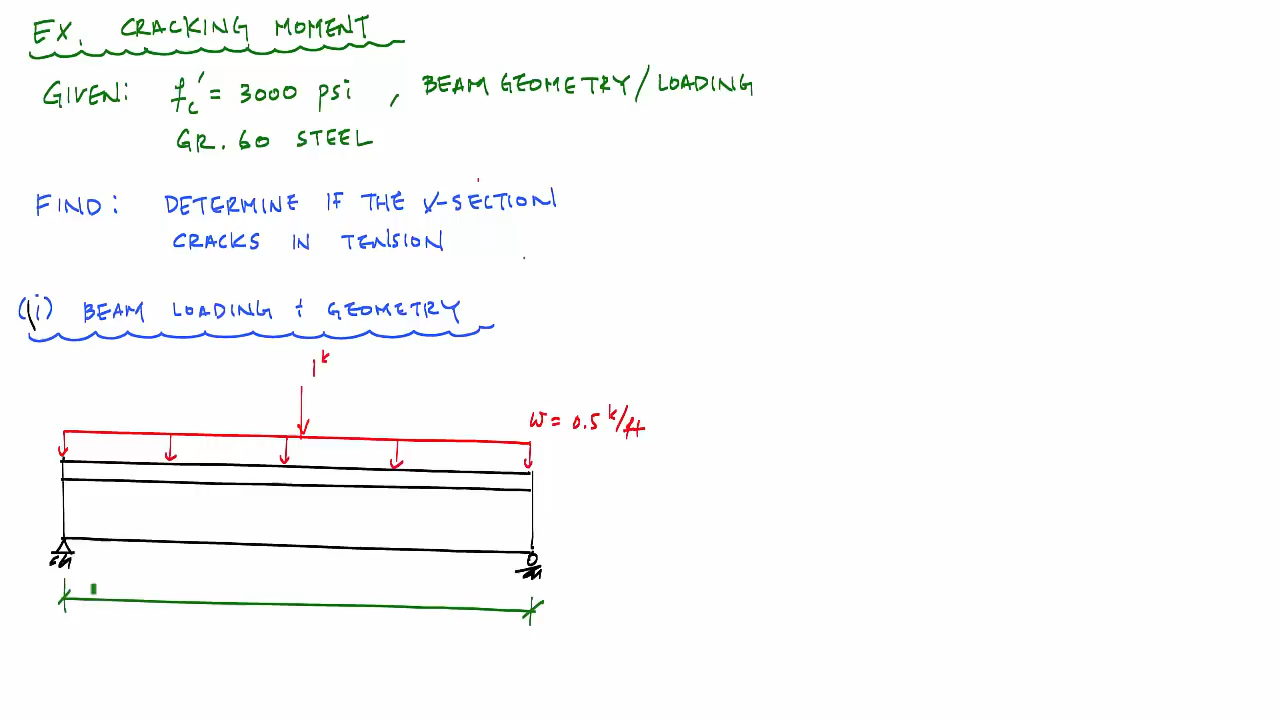 EX. CRACKING MOMENT
GIVEN: fc' = 3000 psi , BEAM GEOMETRY/LOADING
GR. 60 STEEL
FIND: DETERMINE IF THE X-SECTION
CRACKS IN TENSION
(i) BEAM LOADING + GEOMETRY
1k
w = 0.5 k/ft